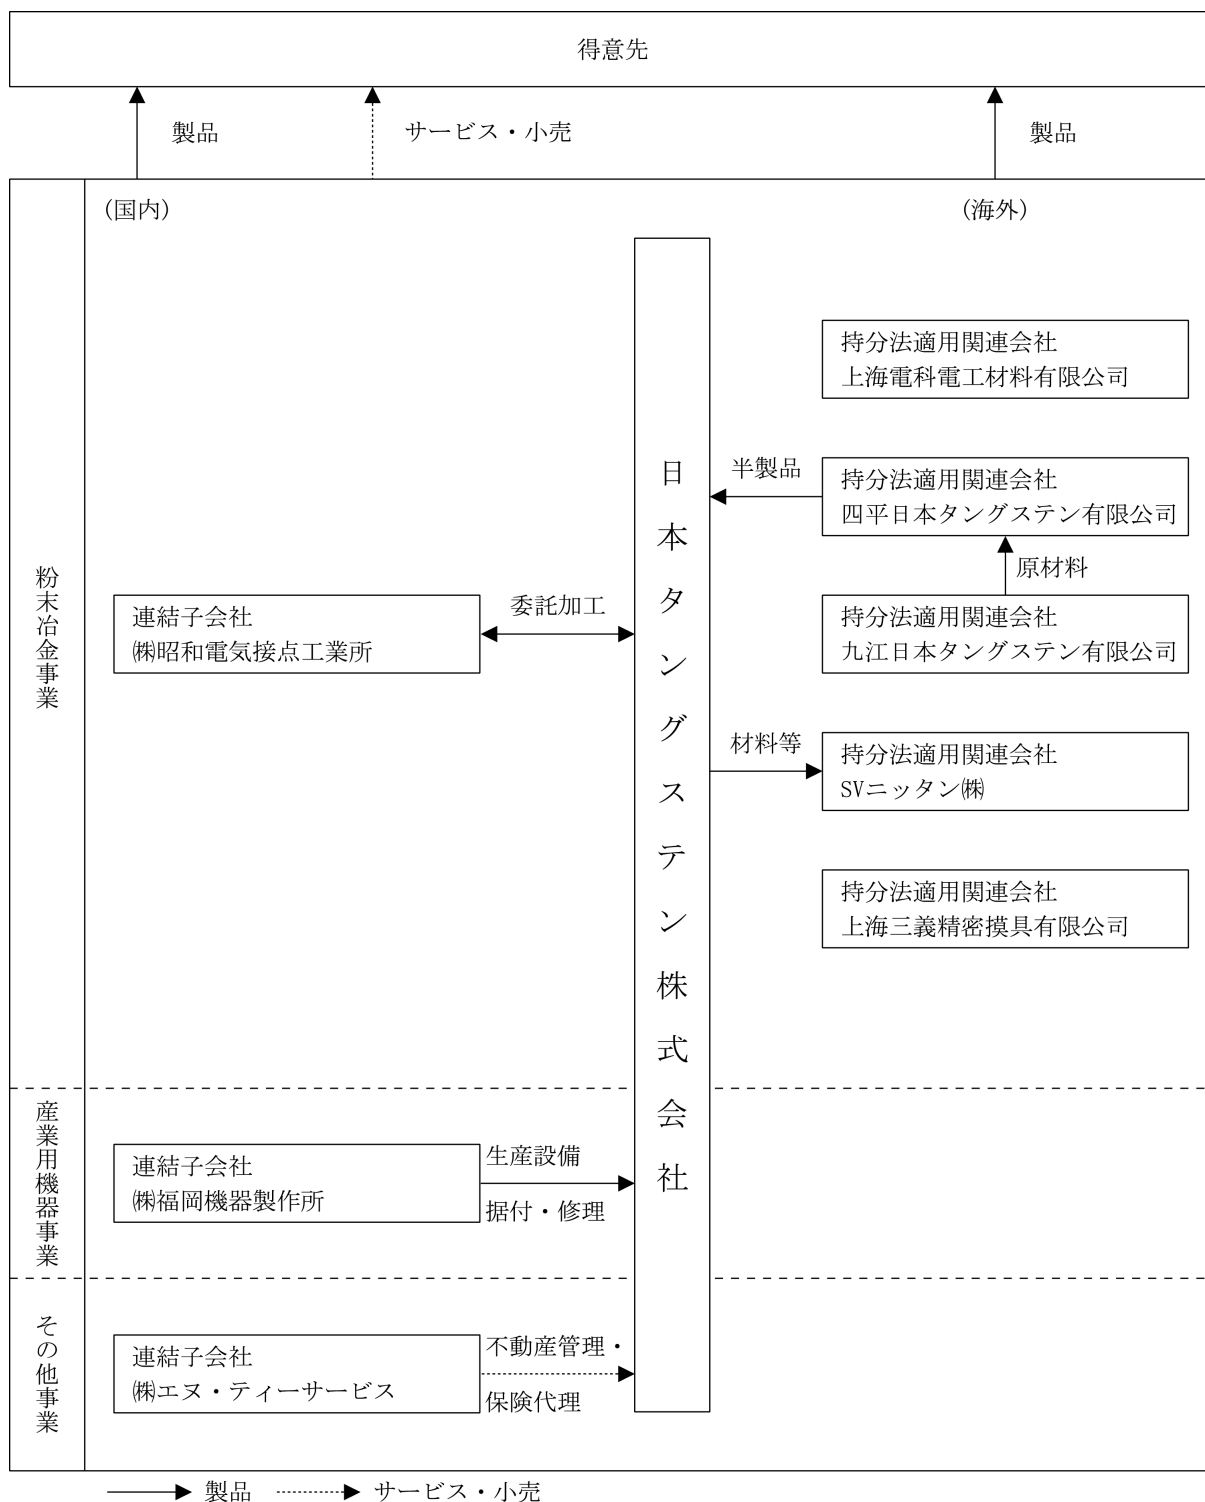 得意先
製品
サービス・小売
製品
(国内)
(海外)
粉末冶金事業
日本タングステン株式会社
持分法適用関連会社
上海電科電工材料有限公司
半製品
持分法適用関連会社
四平日本タングステン有限公司
原材料
連結子会社
㈱昭和電気接点工業所
委託加工
持分法適用関連会社
九江日本タングステン有限公司
材料等
持分法適用関連会社
SVニッタン㈱
持分法適用関連会社
上海三義精密摸具有限公司
産業用機器事業
連結子会社
㈱福岡機器製作所
生産設備
据付・修理
その他事業
連結子会社
㈱エヌ・ティーサービス
不動産管理・
保険代理
製品
サービス・小売